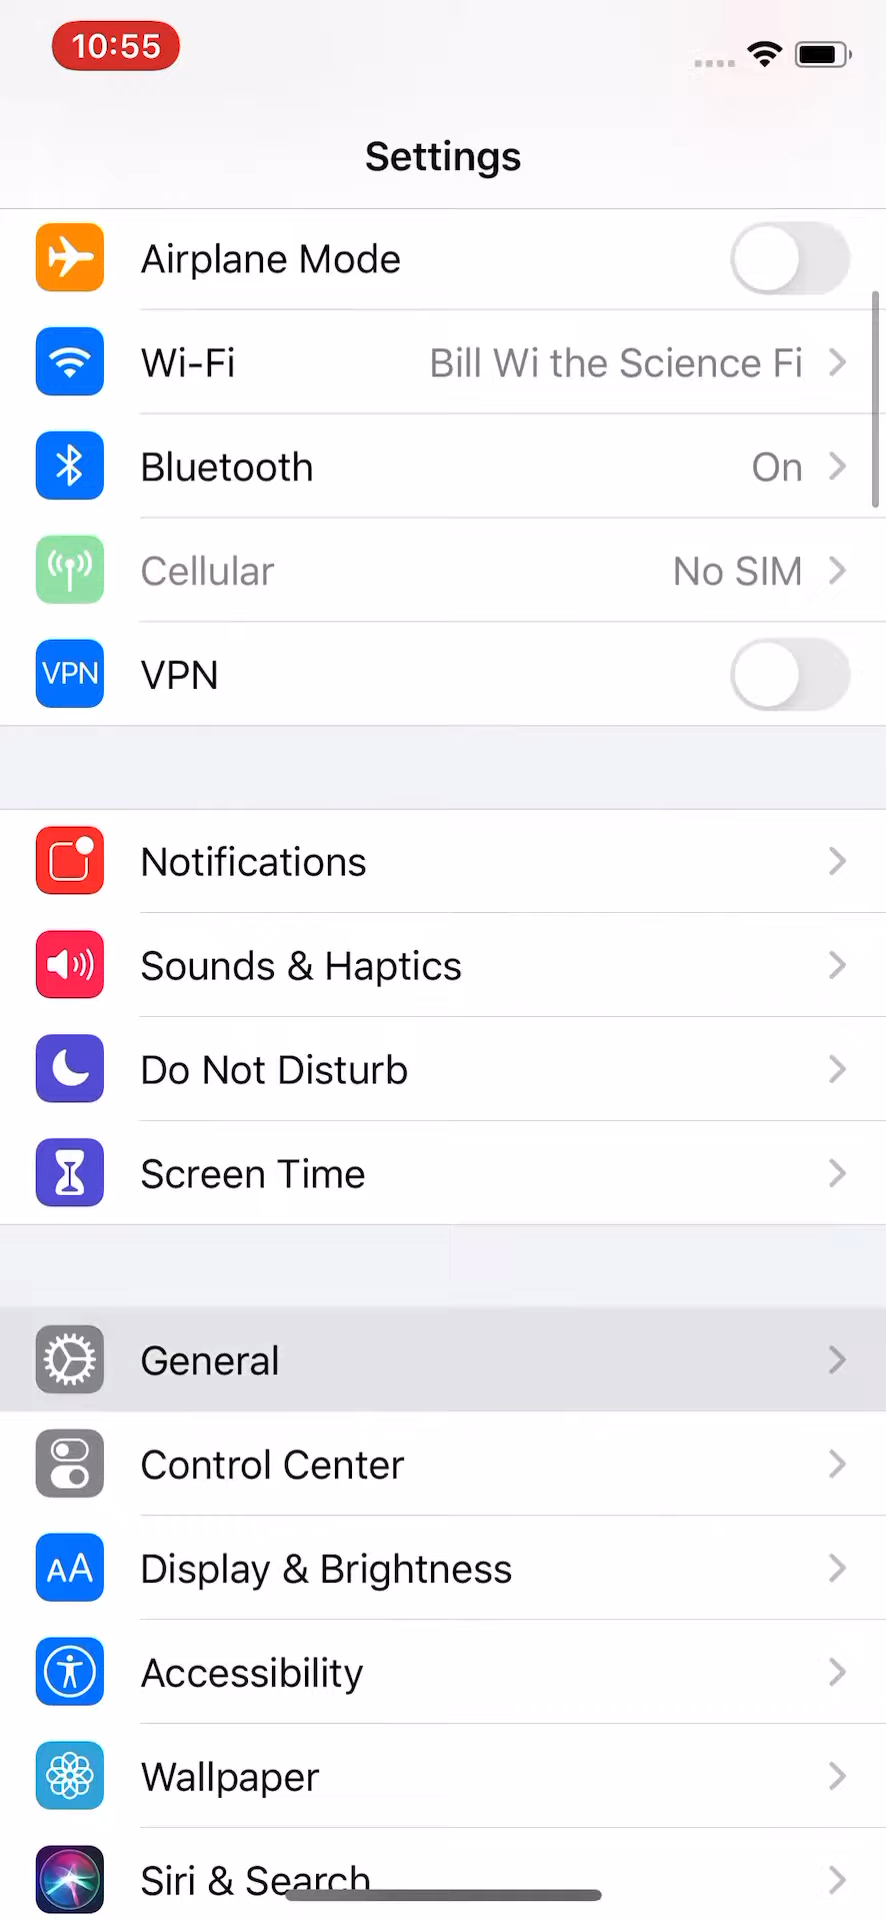 10:55
Settings
Airplane Mode
Wi-Fi Bill Wi the Science Fi
Bluetooth On
Cellular No SIM
VPN VPN
Notifications
Sounds & Haptics
Do Not Disturb
Screen Time
General
Control Center
AA Display & Brightness
Accessibility
Wallpaper
Siri & Search